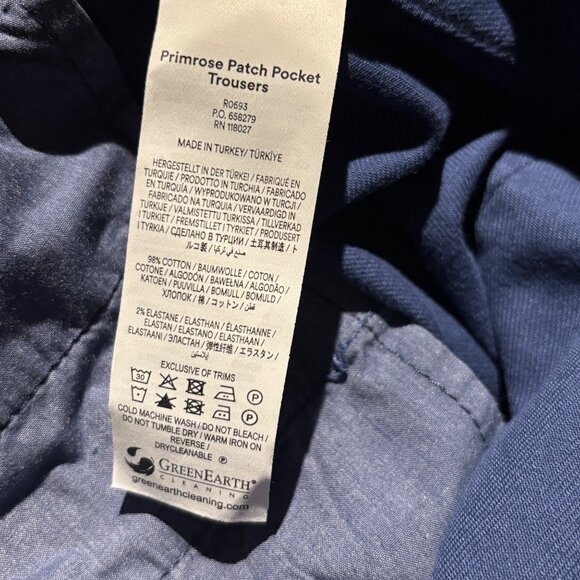 Primrose Patch Pocket
Trousers
R0693
P.O. 658279
RN 118027
MADE IN TURKEY/ TÜRKİYE
HERGESTELLT IN DER TÜRKEI / FABRIQUÉ EN
TURQUIE / PRODOTTO IN TURCHIA / FABRICADO
EN TURQUÍA / WYPRODUKOWANO W TURCJI /
FABRICADO NA TURQUIA / VERVAARDIGD IN
TURKIJE / VALMISTETTU TURKISSA / TILLVERKAD
I TURKIET / FREMSTILLET I TYRKIET / PRODUSERT
I TYRKIA / СДЕЛАНО В ТУРЦИИ / 土耳其制造 / ト
ルコ製 / صنع في تركيا
98% COTTON / BAUMWOLLE / COTON /
COTONE / ALGODÓN / BAWEŁNA / ALGODÃO /
KATOEN / PUUVILLA / BOMULL / BOMULD /
ХЛОПОК / 棉 / コットン / قطن
2% ELASTANE / ELASTHAN / ÉLASTHANNE /
ELASTAN / ELASTANO / ELASTHAAN /
ELASTAANI / ЭЛАСТАН / 弹性纤维 / エラスタン /
إيلاستين
EXCLUSIVE OF TRIMS
30 P
30 P
COLD MACHINE WASH / DO NOT BLEACH /
DO NOT TUMBLE DRY / WARM IRON ON
REVERSE /
DRYCLEANABLE P
GREENEARTH®
CLEANING
greenearthcleaning.com